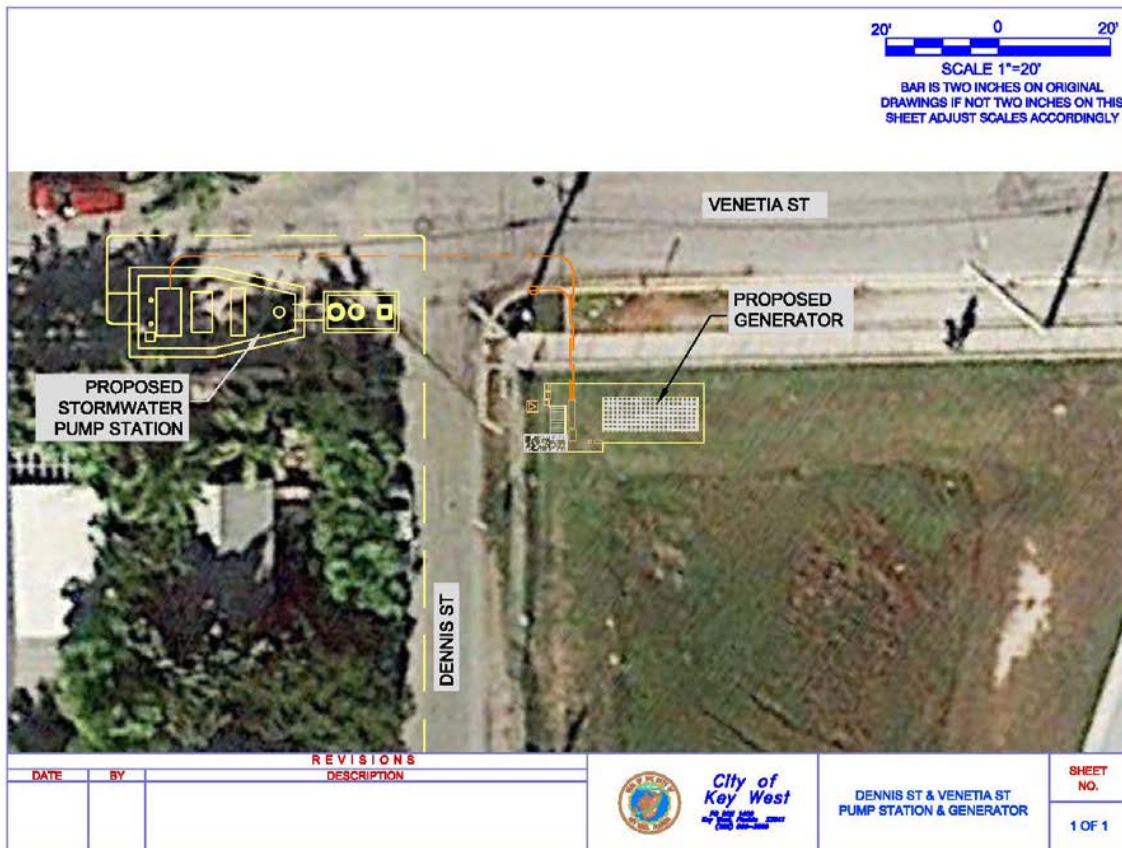 20' 0 20'
SCALE 1"=20'
BAR IS TWO INCHES ON ORIGINAL
DRAWINGS IF NOT TWO INCHES ON THIS
SHEET ADJUST SCALES ACCORDINGLY
VENETIA ST
PROPOSED
GENERATOR
PROPOSED
STORMWATER
PUMP STATION
DENNIS ST
REVISIONS
DATE BY DESCRIPTION
City of
Key West
DENNIS ST & VENETIA ST
PUMP STATION & GENERATOR
SHEET
NO.
1 OF 1